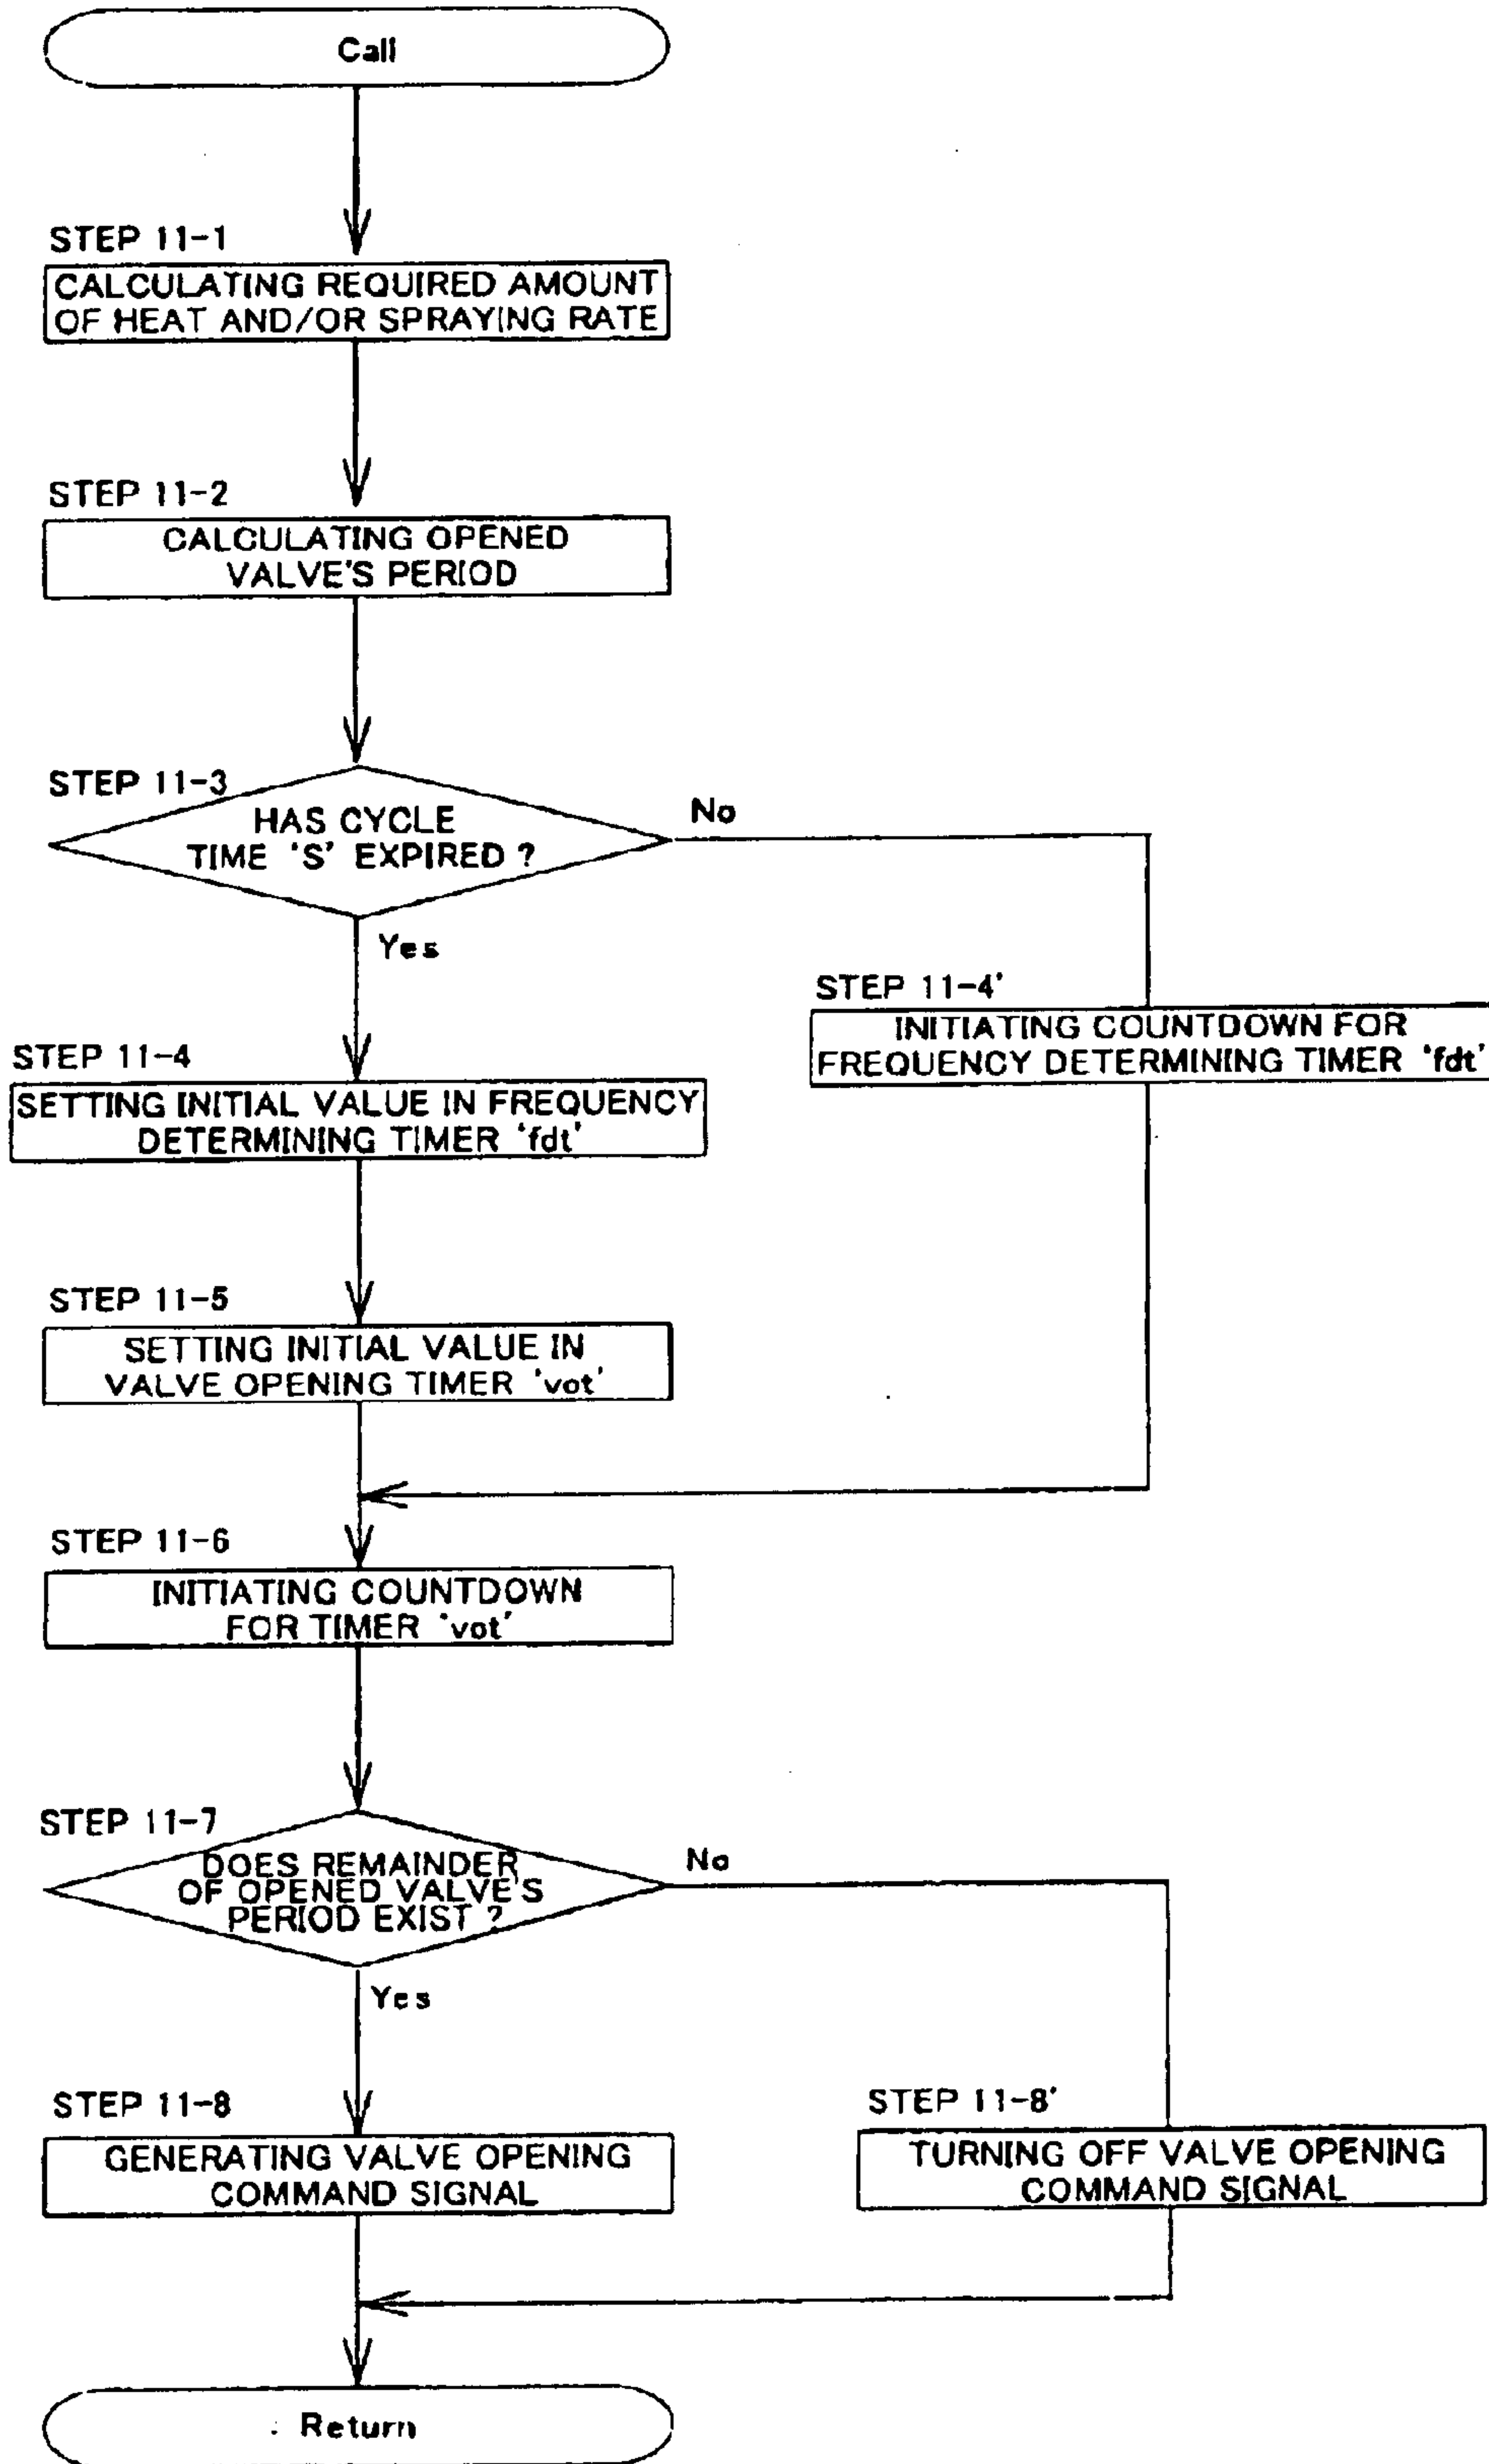 Call
STEP 11-1
CALCULATING REQUIRED AMOUNT
OF HEAT AND/OR SPRAYING RATE
STEP 11-2
CALCULATING OPENED
VALVE'S PERIOD
STEP 11-3
HAS CYCLE
TIME 'S' EXPIRED ?
No
Yes
STEP 11-4'
INITIATING COUNTDOWN FOR
FREQUENCY DETERMINING TIMER 'fdt'
STEP 11-4
SETTING INITIAL VALUE IN FREQUENCY
DETERMINING TIMER 'fdt'
STEP 11-5
SETTING INITIAL VALUE IN
VALVE OPENING TIMER 'vot'
STEP 11-6
INITIATING COUNTDOWN
FOR TIMER 'vot'
STEP 11-7
DOES REMAINDER
OF OPENED VALVE'S
PERIOD EXIST ?
No
Yes
STEP 11-8
GENERATING VALVE OPENING
COMMAND SIGNAL
STEP 11-8'
TURNING OFF VALVE OPENING
COMMAND SIGNAL
Return